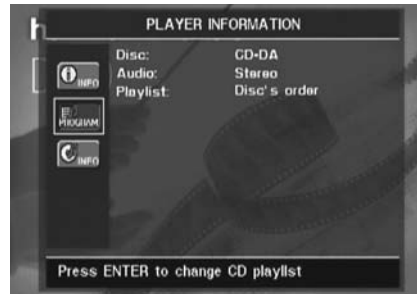 h
PLAYER INFORMATION
Disc: CD-DA
Audio: Stereo
Playlist: Disc's order
INFO
PROGRAM
INFO
Press ENTER to change CD playlist